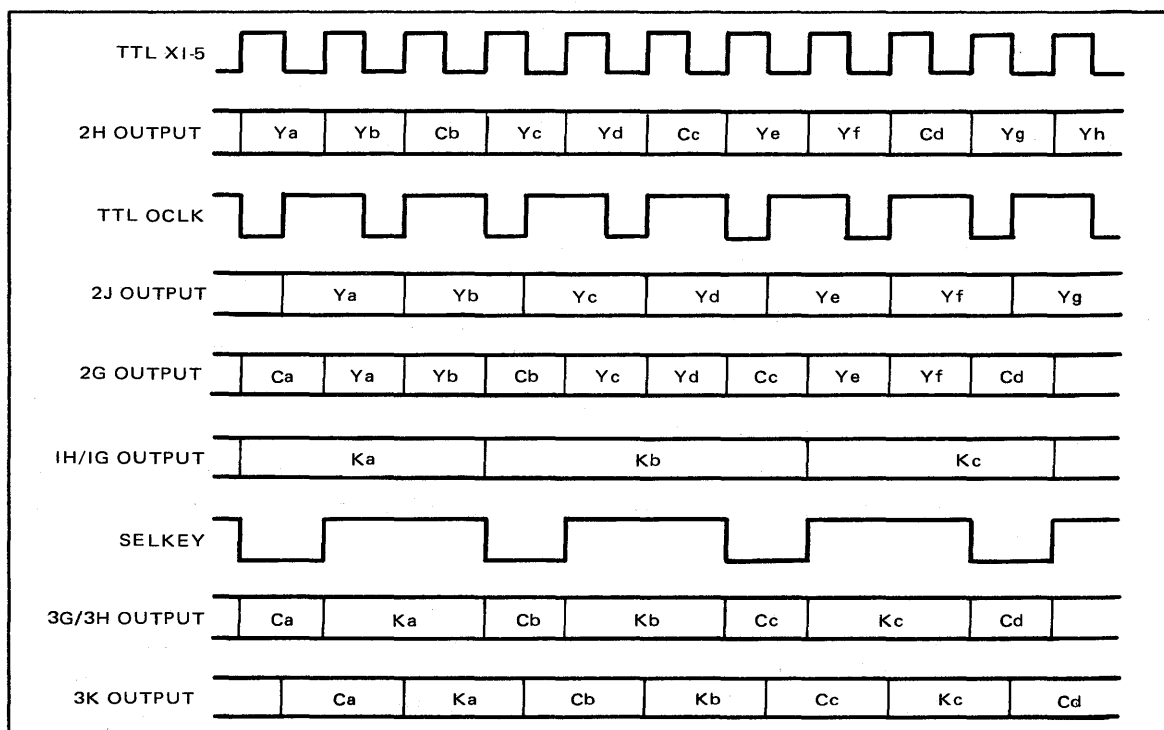 TTL XI-5
2H OUTPUT Ya Yb Cb Yc Yd Cc Ye Yf Cd Yg Yh
TTL OCLK
2J OUTPUT Ya Yb Yc Yd Ye Yf Yg
2G OUTPUT Ca Ya Yb Cb Yc Yd Cc Ye Yf Cd
IH/IG OUTPUT Ka Kb Kc
SELKEY
3G/3H OUTPUT Ca Ka Cb Kb Cc Kc Cd
3K OUTPUT Ca Ka Cb Kb Cc Kc Cd